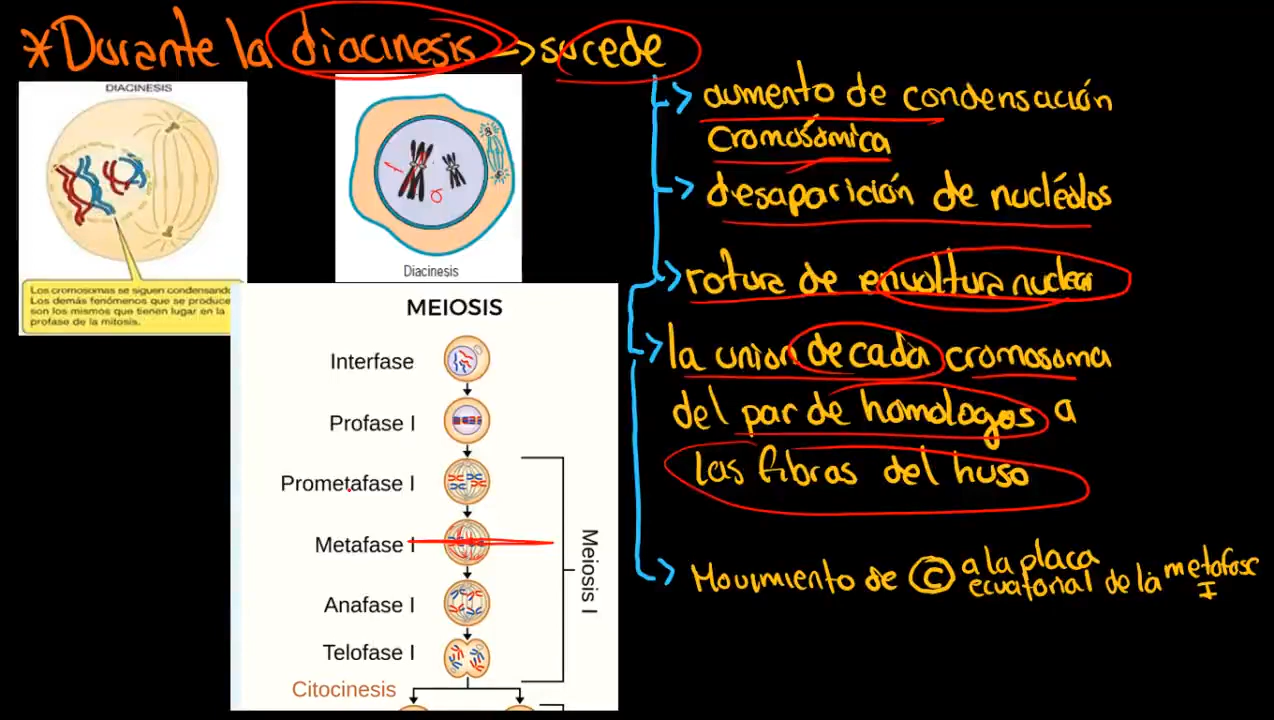 *Durante la diacinesis → sucede
DIACINESIS
Los cromosomas se siguen condensando
Los demás fenómenos que se produce
son los mismos que tienen lugar en la
profase de la mitosis.
Diacinesis
MEIOSIS
Interfase
Profase I
Prometafase I
Metafase I
Anafase I
Telofase I
Citocinesis
Meiosis I
aumento de condensación
cromosómica
desaparición de nucléolos
rotura de envoltura nuclear
la union de cada cromosoma
del par de homologos a
las fibras del huso
Movimiento de © a la placa
ecuatorial de la metafase
I